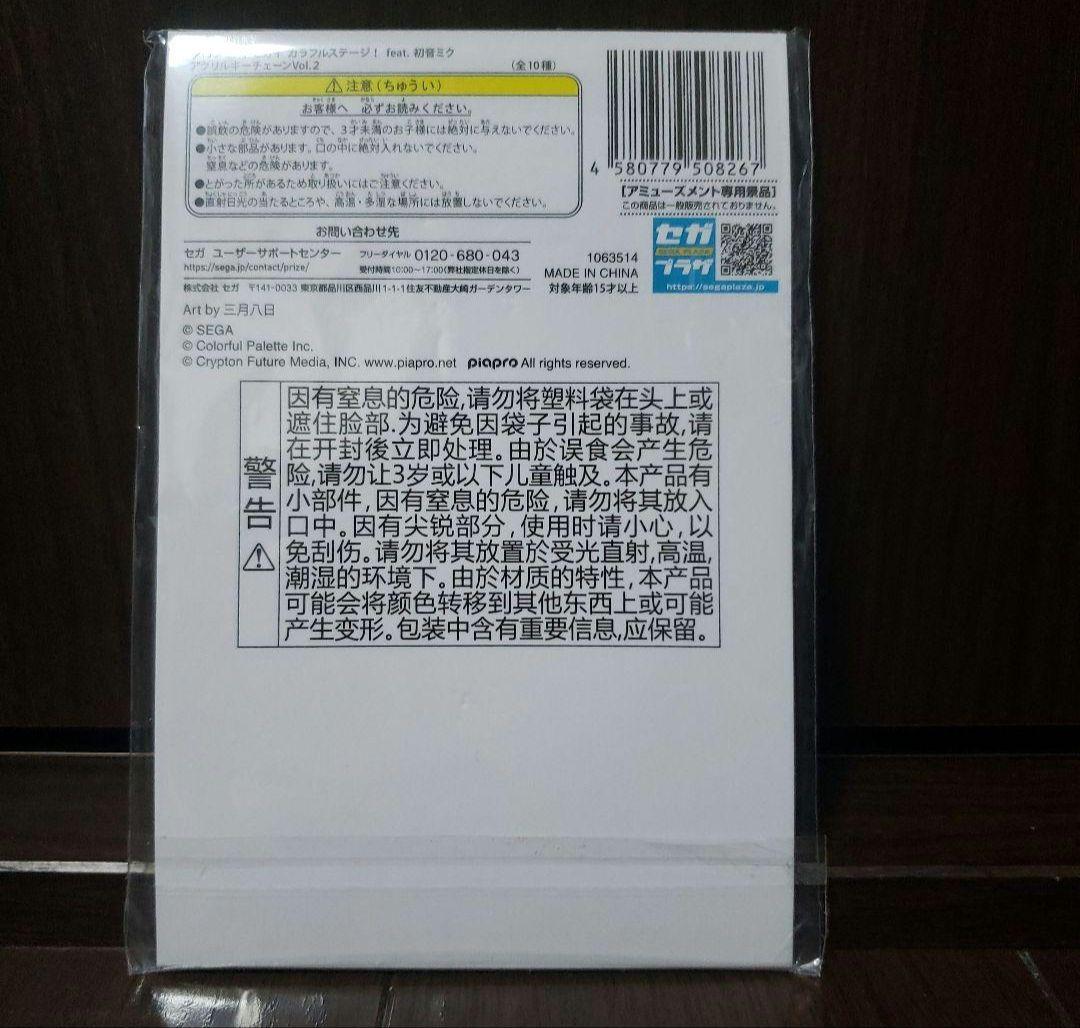 カラフルステージ！ feat. 初音ミク
アクリルキーチェーンVol.2
（全10種）
⚠注意（ちゅうい）
お客様へ 必ずお読みください。
●誤飲の危険がありますので、3才未満のお子様には絶対に与えないでください。
●小さな部品があります。口の中に絶対入れないでください。
窒息などの危険があります。
●とがった所があるため取り扱いにはご注意ください。
●直射日光の当たるところや、高温・多湿な場所には放置しないでください。
4 580779 508267
【アミューズメント専用景品】
この商品は一般販売されておりません。
お問い合わせ先
セガ ユーザーサポートセンター フリーダイヤル 0120-680-043
https://sega.jp/contact/prize/ 受付時間10:00～17:00(弊社指定休日を除く)
株式会社 セガ 〒141-0033 東京都品川区西品川1-1-1住友不動産大崎ガーデンタワー
1063514
MADE IN CHINA
対象年齢15才以上
セガ
プラザ
https://segaplaza.jp
Art by 三月八日
© SEGA
© Colorful Palette Inc.
© Crypton Future Media, INC. www.piapro.net piapro All rights reserved.
警告⚠
因有窒息的危险,请勿将塑料袋在头上或
遮住脸部.为避免因袋子引起的事故,请
在开封後立即处理。由於误食会产生危
险,请勿让3岁或以下儿童触及。本产品有
小部件,因有窒息的危险,请勿将其放入
口中。因有尖锐部分,使用时请小心,以
免刮伤。请勿将其放置於受光直射,高温,
潮湿的环境下。由於材质的特性,本产品
可能会将颜色转移到其他东西上或可能
产生变形。包装中含有重要信息,应保留。